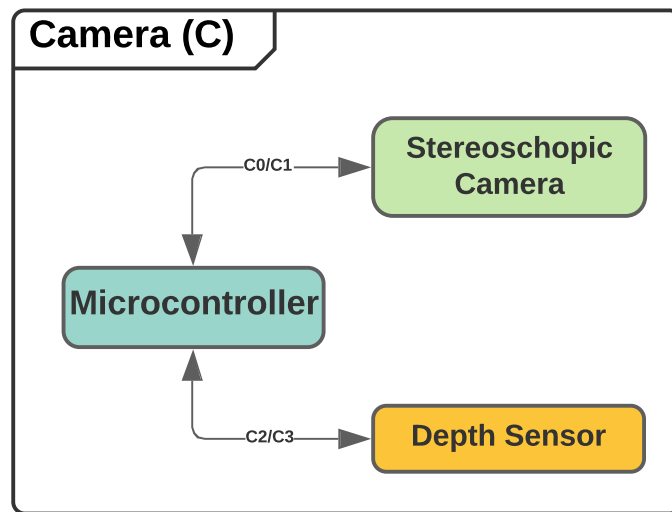 Camera (C)
Stereoschopic
Camera
C0/C1
Microcontroller
C2/C3
Depth Sensor